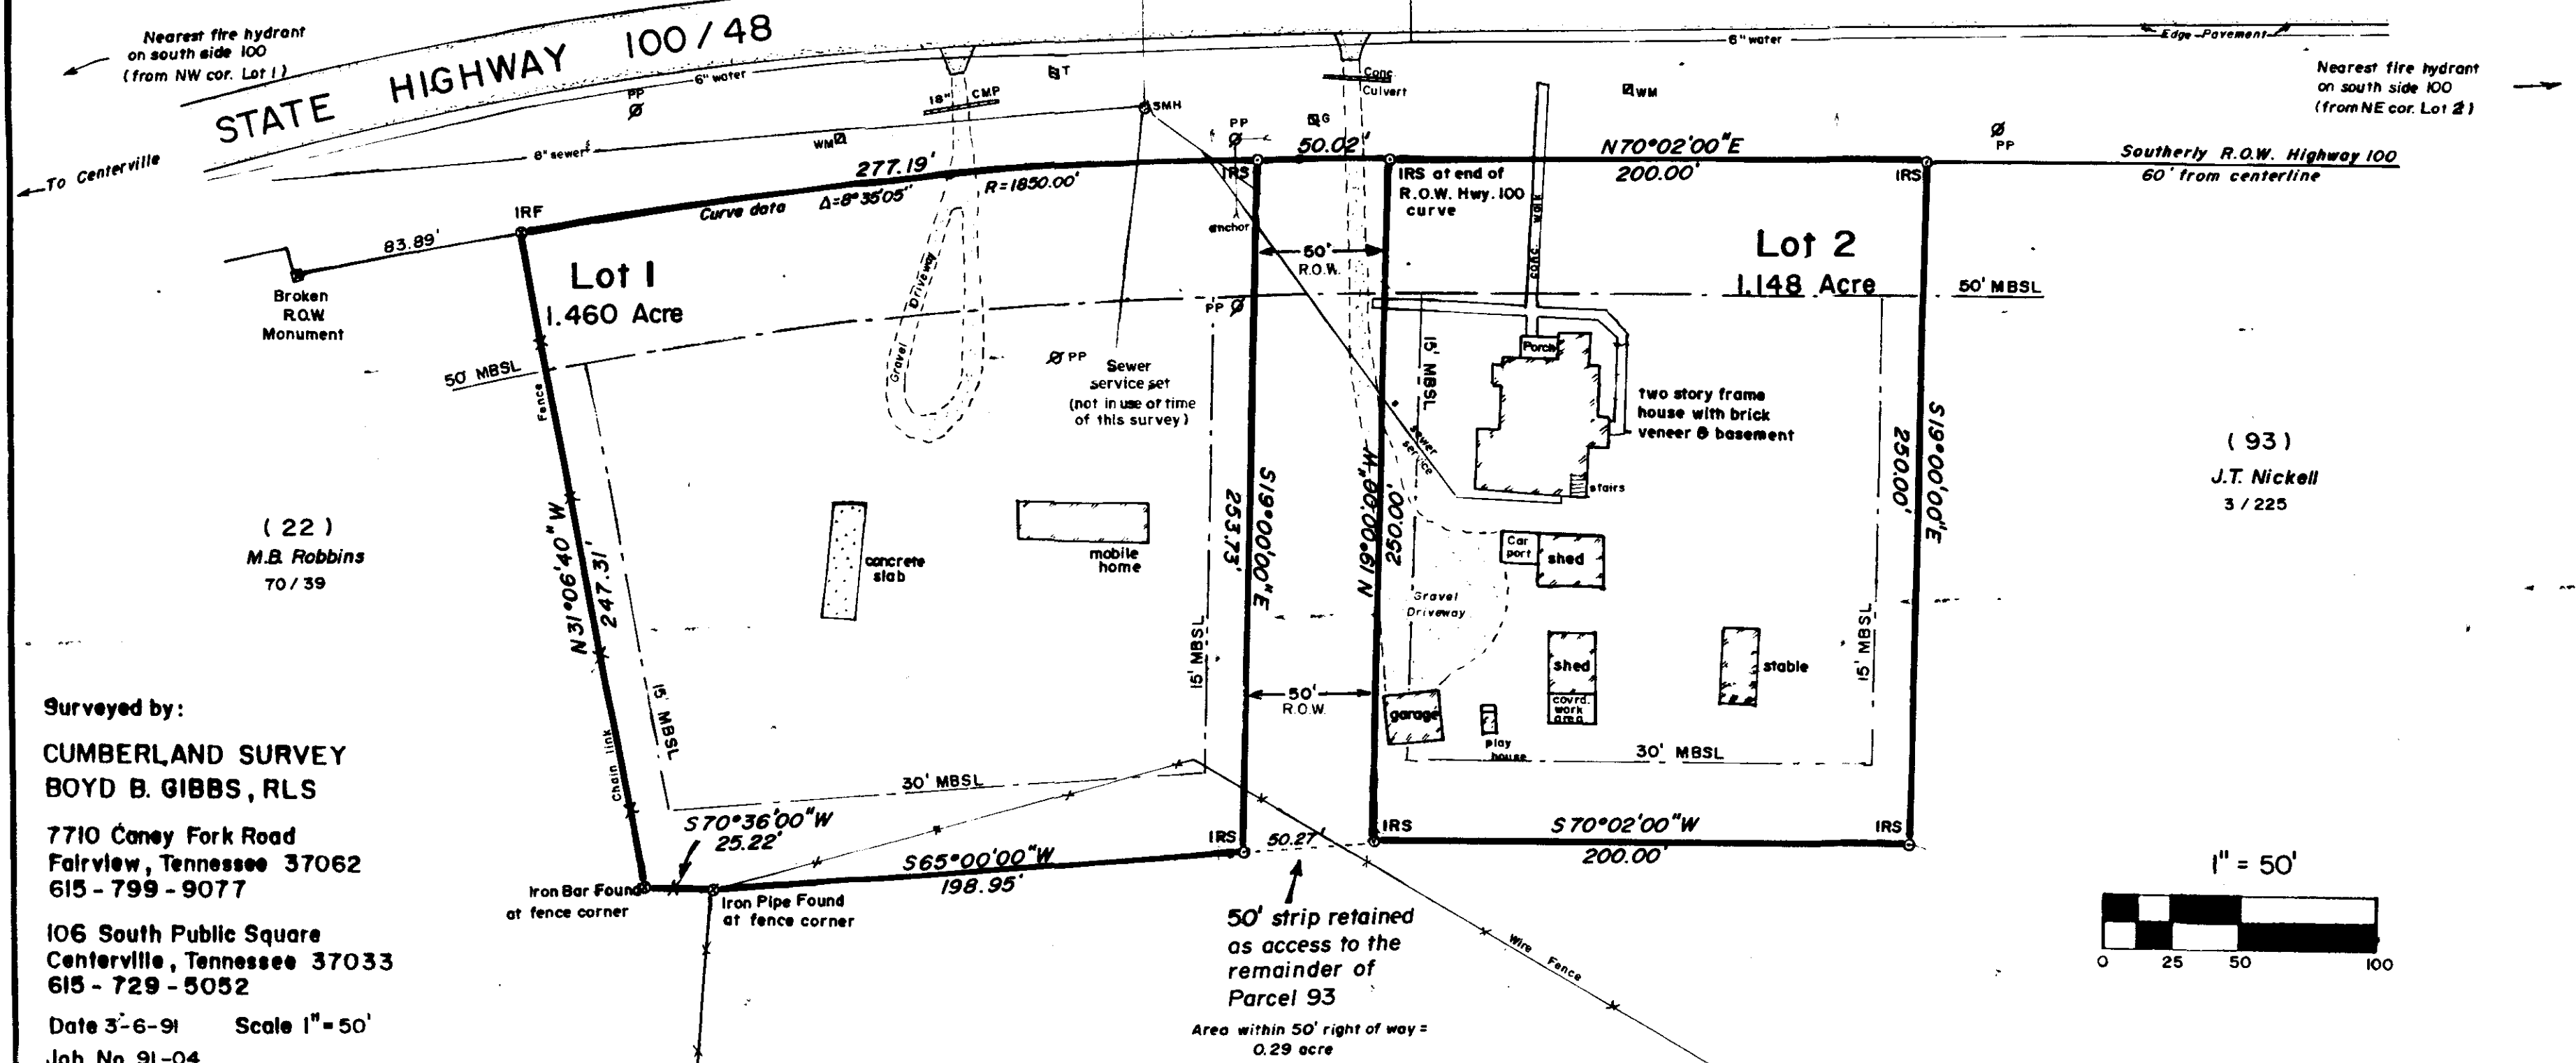 Nearest fire hydrant
on south side 100
(from NW cor. Lot 1)
STATE HIGHWAY 100/48
To Centerville
6" water
6" water
Edge Pavement
Nearest fire hydrant
on south side 100
(from NE cor. Lot 2)
PP
T
18" CMP
SMH
Conc.
Culvert
WM
G
PP
PP
8" sewer
WM
277.19'
50.02'
N70°02'00"E
200.00'
Southerly R.O.W. Highway 100
60' from centerline
Curve data Δ=8°35'05" R=1850.00'
IRF
83.89'
Broken
R.O.W.
Monument
IRS
IRS at end of
R.O.W. Hwy. 100
curve
IRS
anchor
Lot 1
1.460 Acre
Gravel Driveway
50'
R.O.W.
conc. walk
Lot 2
1.148 Acre
50' MBSL
50' MBSL
PP
PP
Sewer
service set
(not in use at time
of this survey)
Fence
15' MBSL
Porch
two story frame
house with brick
veneer & basement
stairs
sewer
service
S19°00'00"E
250.00'
(93)
J.T. Nickell
3/225
(22)
M.B. Robbins
70/39
N31°06'40"W
247.31'
concrete
slab
mobile
home
S19°00'00"E
253.73'
N19°00'00"W
250.00'
Car
port
shed
Gravel
Driveway
shed
covrd.
work
area
stable
15' MBSL
15' MBSL
15' MBSL
50'
R.O.W.
garage
play
house
30' MBSL
30' MBSL
Chain link
S70°36'00"W
25.22'
IRS
50.27'
IRS
S70°02'00"W
200.00'
IRS
S65°00'00"W
198.95'
Iron Bar Found
at fence corner
Iron Pipe Found
at fence corner
50' strip retained
as access to the
remainder of
Parcel 93
Area within 50' right of way =
0.29 acre
Wire Fence
1" = 50'
0 25 50 100
Surveyed by:
CUMBERLAND SURVEY
BOYD B. GIBBS, RLS
7710 Caney Fork Road
Fairview, Tennessee 37062
615-799-9077
106 South Public Square
Centerville, Tennessee 37033
615-729-5052
Date 3-6-91 Scale 1"=50'
Job No. 91-04